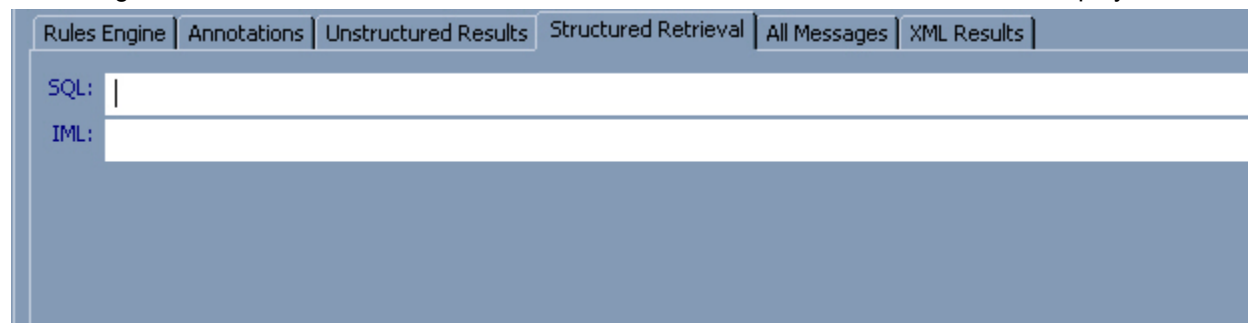 Rules Engine Annotations Unstructured Results Structured Retrieval All Messages XML Results
SQL:
IML: